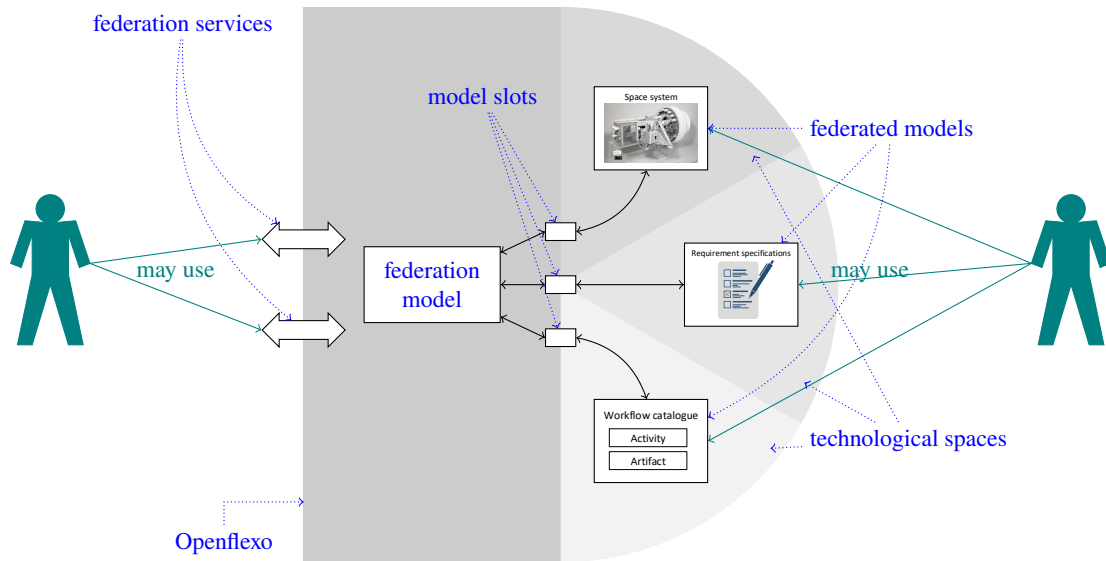 federation services
model slots
Space system
federated models
Requirement specifications
may use
federation
model
may use
Workflow catalogue
Activity
Artifact
technological spaces
Openflexo